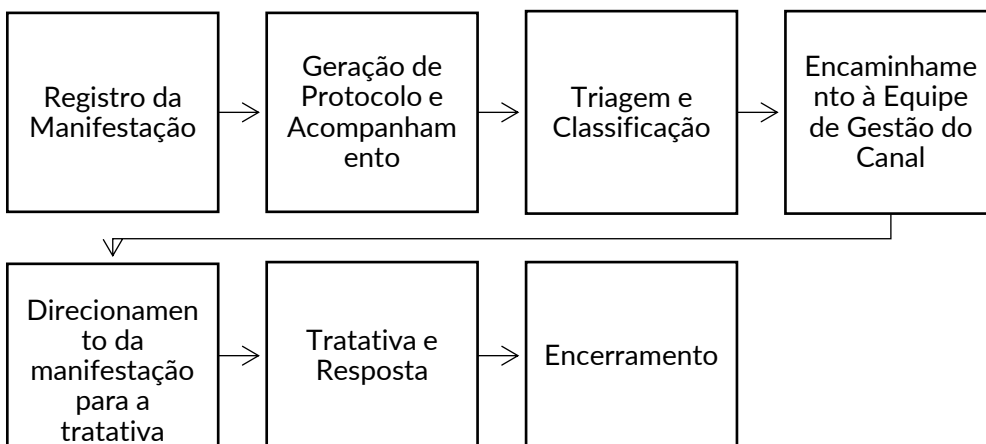 Registro da
Manifestação
Geração de
Protocolo e
Acompanham
ento
Triagem e
Classificação
Encaminhame
nto à Equipe
de Gestão do
Canal
Direcionamen
to da
manifestação
para a
tratativa
Tratativa e
Resposta
Encerramento